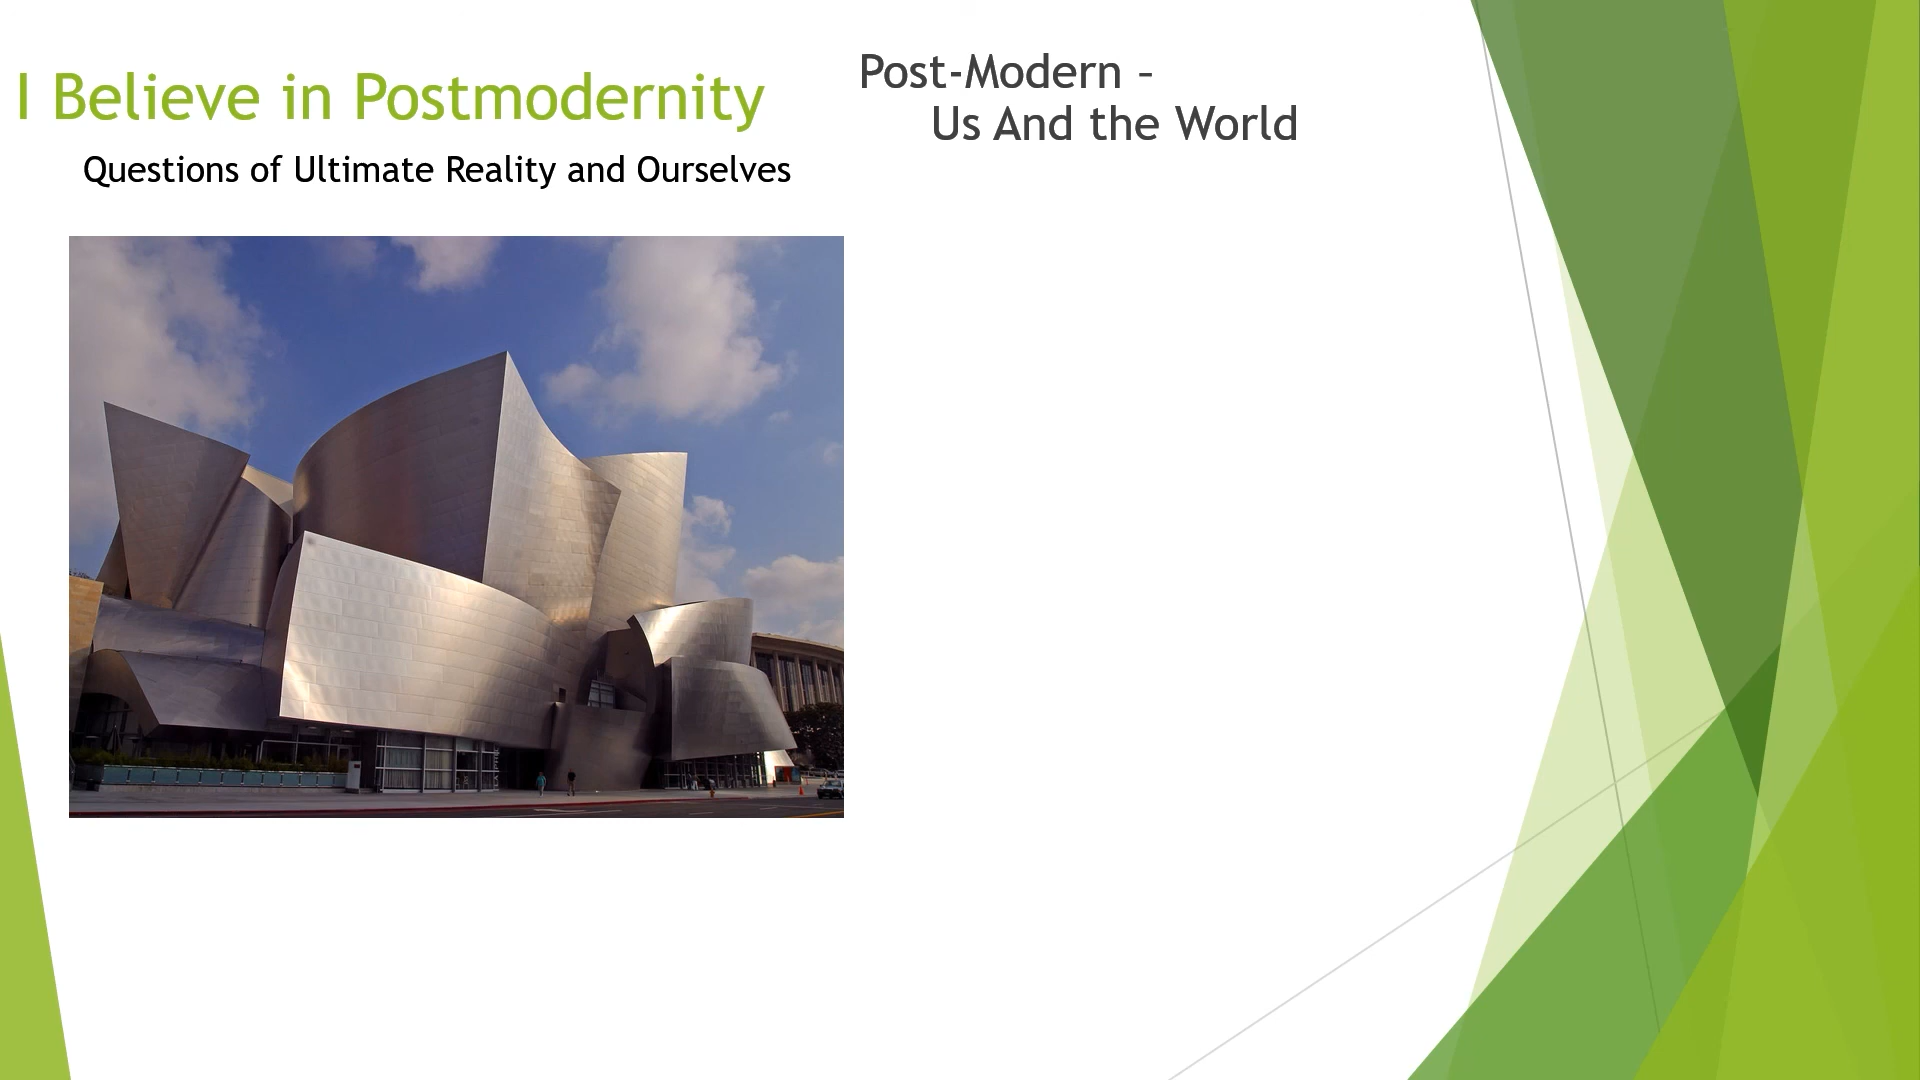 I Believe in Postmodernity
Questions of Ultimate Reality and Ourselves
Post-Modern –
Us And the World